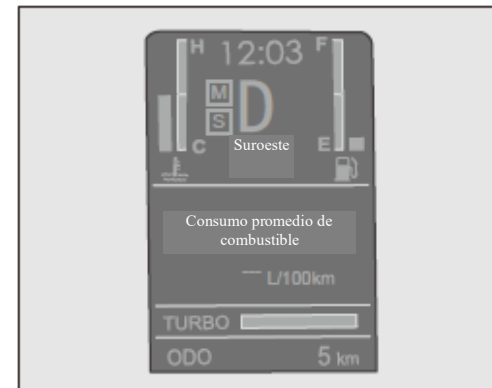 H 12:03 F
M
S D
C Suroeste E
Consumo promedio de
combustible
--- L/100km
TURBO
ODO 5 km